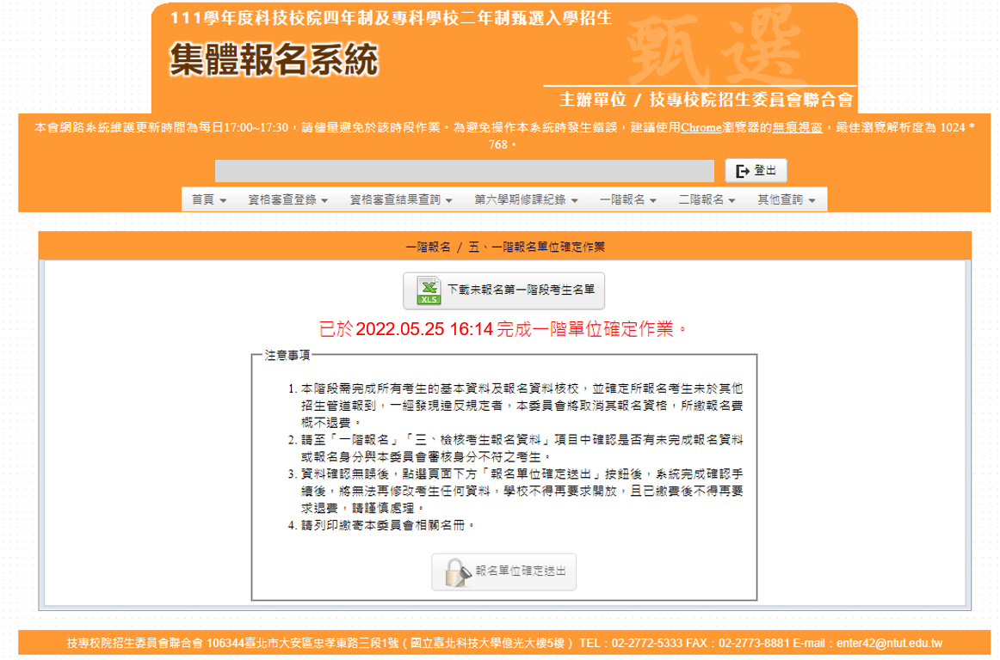 111學年度科技校院四年制及專科學校二年制甄選入學招生
甄選
集體報名系統
主辦單位 / 技專校院招生委員會聯合會
本會網路系統維護更新時間為每日17:00~17:30，請儘量避免於該時段作業。為避免操作本系統時發生錯誤，建議使用Chrome瀏覽器的無痕視窗，最佳瀏覽解析度為 1024 *
768。
登出
首頁 資格審查登錄 資格審查結果查詢 第六學期修課紀錄 一階報名 二階報名 其他查詢
一階報名 / 五、一階報名單位確定作業
XLS 下載未報名第一階段考生名單
已於2022.05.25 16:14 完成一階單位確定作業。
注意事項
1. 本階段需完成所有考生的基本資料及報名資料核校，並確定所報名考生未於其他
招生管道報到，一經發現違反規定者，本委員會將取消其報名資格，所繳報名費
概不退費。
2. 請至「一階報名」「三、檢核考生報名資料」項目中確認是否有未完成報名資料
或報名身分與本委員會審核身分不符之考生。
3. 資料確認無誤後，點選頁面下方「報名單位確定送出」按鈕後，系統完成確認手
續後，將無法再修改考生任何資料，學校不得再要求開放，且已繳費後不得再要
求退費，請謹慎處理。
4. 請列印繳寄本委員會相關名冊。
報名單位確定送出
技專校院招生委員會聯合會 106344臺北市大安區忠孝東路三段1號（國立臺北科技大學億光大樓5樓） TEL：02-2772-5333 FAX：02-2773-8881 E-mail：enter42@ntut.edu.tw